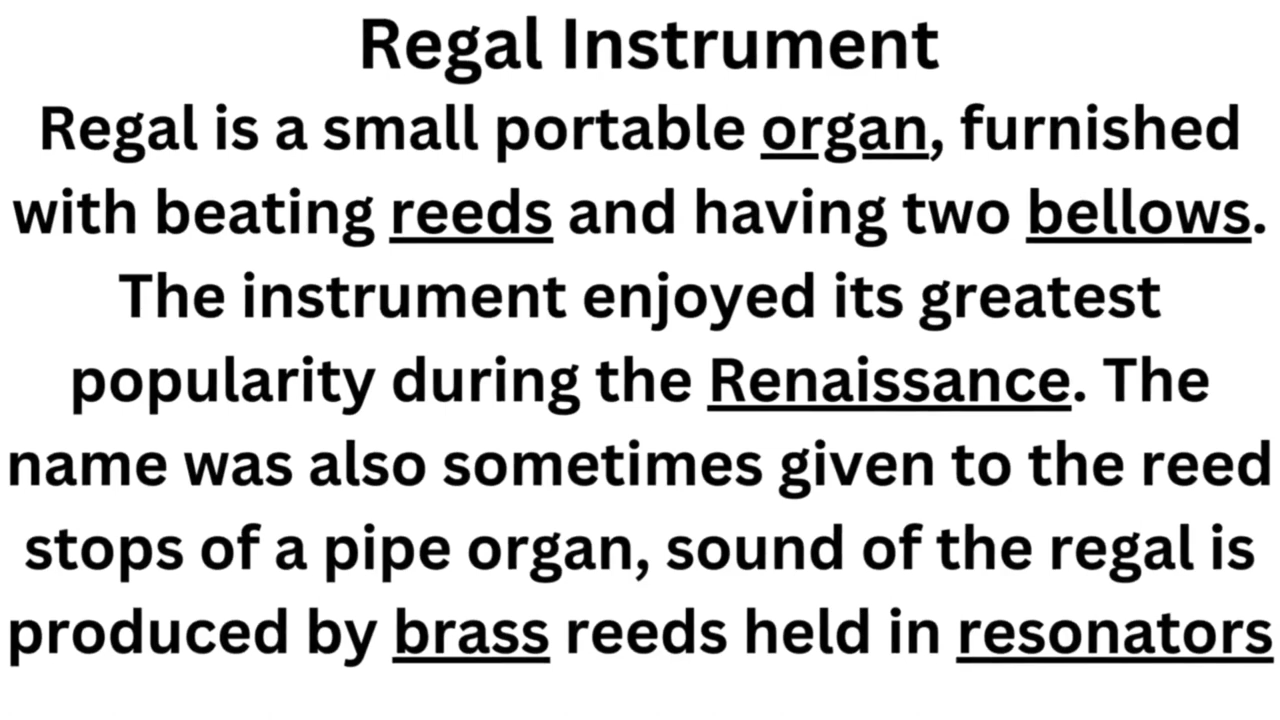 Regal Instrument
Regal is a small portable organ, furnished
with beating reeds and having two bellows.
The instrument enjoyed its greatest
popularity during the Renaissance. The
name was also sometimes given to the reed
stops of a pipe organ, sound of the regal is
produced by brass reeds held in resonators